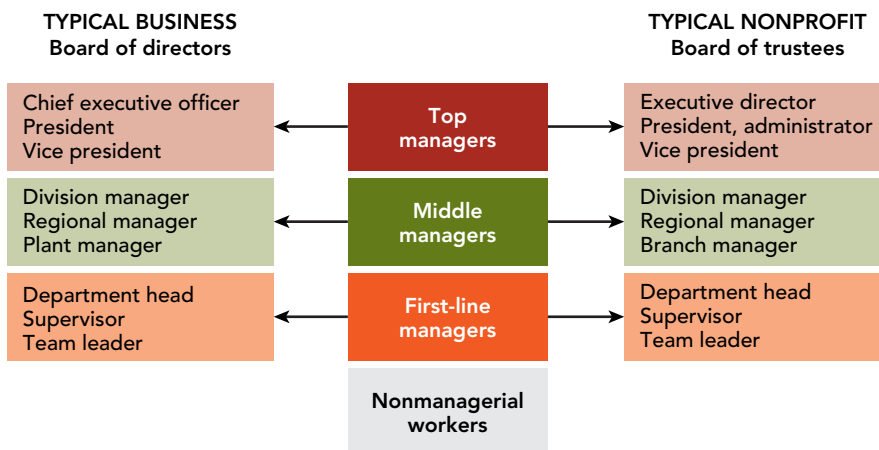 TYPICAL BUSINESS
Board of directors
TYPICAL NONPROFIT
Board of trustees
Chief executive officer
President
Vice president
Top
managers
Executive director
President, administrator
Vice president
Division manager
Regional manager
Plant manager
Middle
managers
Division manager
Regional manager
Branch manager
Department head
Supervisor
Team leader
First-line
managers
Department head
Supervisor
Team leader
Nonmanagerial
workers